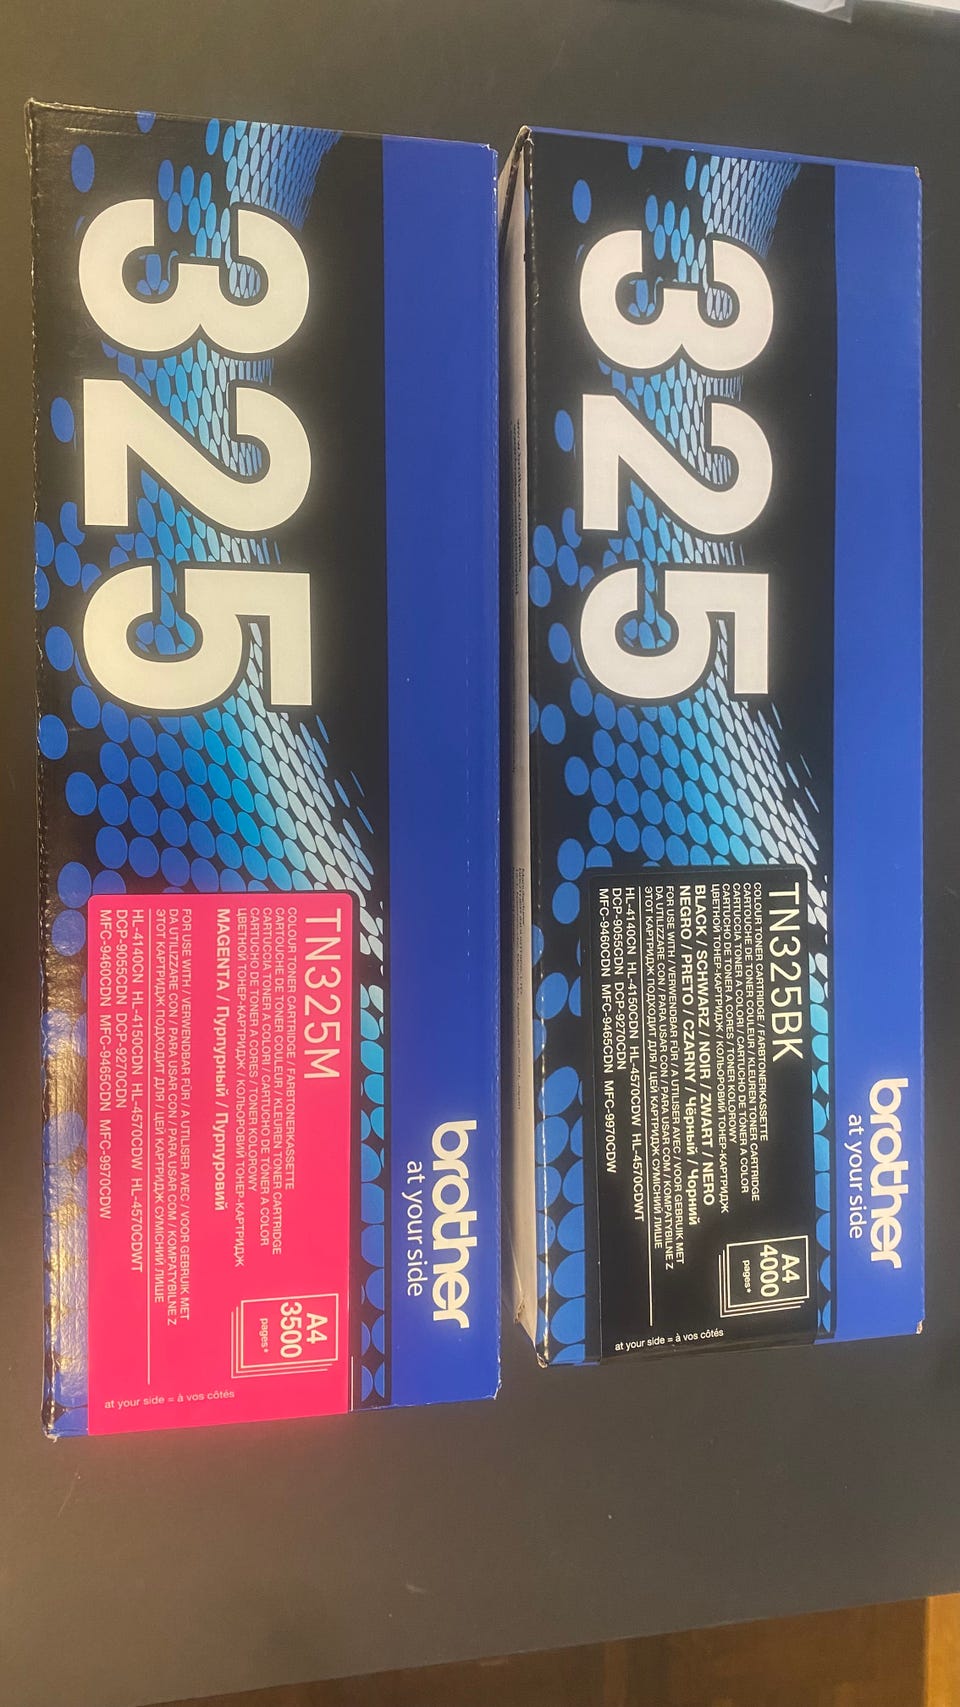 325
brother
at your side
TN325M
COLOUR TONER CARTRIDGE / FARBTONERKASSETTE
CARTOUCHE DE TONER COULEUR / KLEUREN TONER CARTRIDGE
CARTUCCIA TONER A COLORI / CARTUCHO DE TONER A COLOR
CARTUCHO DE TONER A CORES / TONER KOLOROWY
ЦВЕТНОЙ ТОНЕР-КАРТРИДЖ / КОЛЬОРОВИЙ ТОНЕР-КАРТРИДЖ
MAGENTA / Пурпурный / Пурпуровий
FOR USE WITH / VERWENDBAR FÜR / A UTILISER AVEC / VOOR GEBRUIK MET
DA UTILIZZARE CON / PARA USAR CON / PARA USAR COM / KOMPATYBILNE Z
ЭТОТ КАРТРИДЖ ПОДХОДИТ ДЛЯ / ЦЕЙ КАРТРИДЖ СУМІСНИЙ ЛИШЕ
HL-4140CN HL-4150CDN HL-4570CDW HL-4570CDWT
DCP-9055CDN DCP-9270CDN
MFC-9460CDN MFC-9465CDN MFC-9970CDW
A4
3500
pages*
at your side = à vos côtés
325
brother
at your side
TN325BK
COLOUR TONER CARTRIDGE / FARBTONERKASSETTE
CARTOUCHE DE TONER COULEUR / KLEUREN TONER CARTRIDGE
CARTUCCIA TONER A COLORI / CARTUCHO DE TONER A COLOR
CARTUCHO DE TONER A CORES / TONER KOLOROWY
ЦВЕТНОЙ ТОНЕР-КАРТРИДЖ / КОЛЬОРОВИЙ ТОНЕР-КАРТРИДЖ
BLACK / SCHWARZ / NOIR / ZWART / NERO
NEGRO / PRETO / CZARNY / Чёрный / Чорний
FOR USE WITH / VERWENDBAR FÜR / A UTILISER AVEC / VOOR GEBRUIK MET
DA UTILIZZARE CON / PARA USAR CON / PARA USAR COM / KOMPATYBILNE Z
ЭТОТ КАРТРИДЖ ПОДХОДИТ ДЛЯ / ЦЕЙ КАРТРИДЖ СУМІСНИЙ ЛИШЕ
HL-4140CN HL-4150CDN HL-4570CDW HL-4570CDWT
DCP-9055CDN DCP-9270CDN
MFC-9460CDN MFC-9465CDN MFC-9970CDW
A4
4000
pages*
at your side = à vos côtés